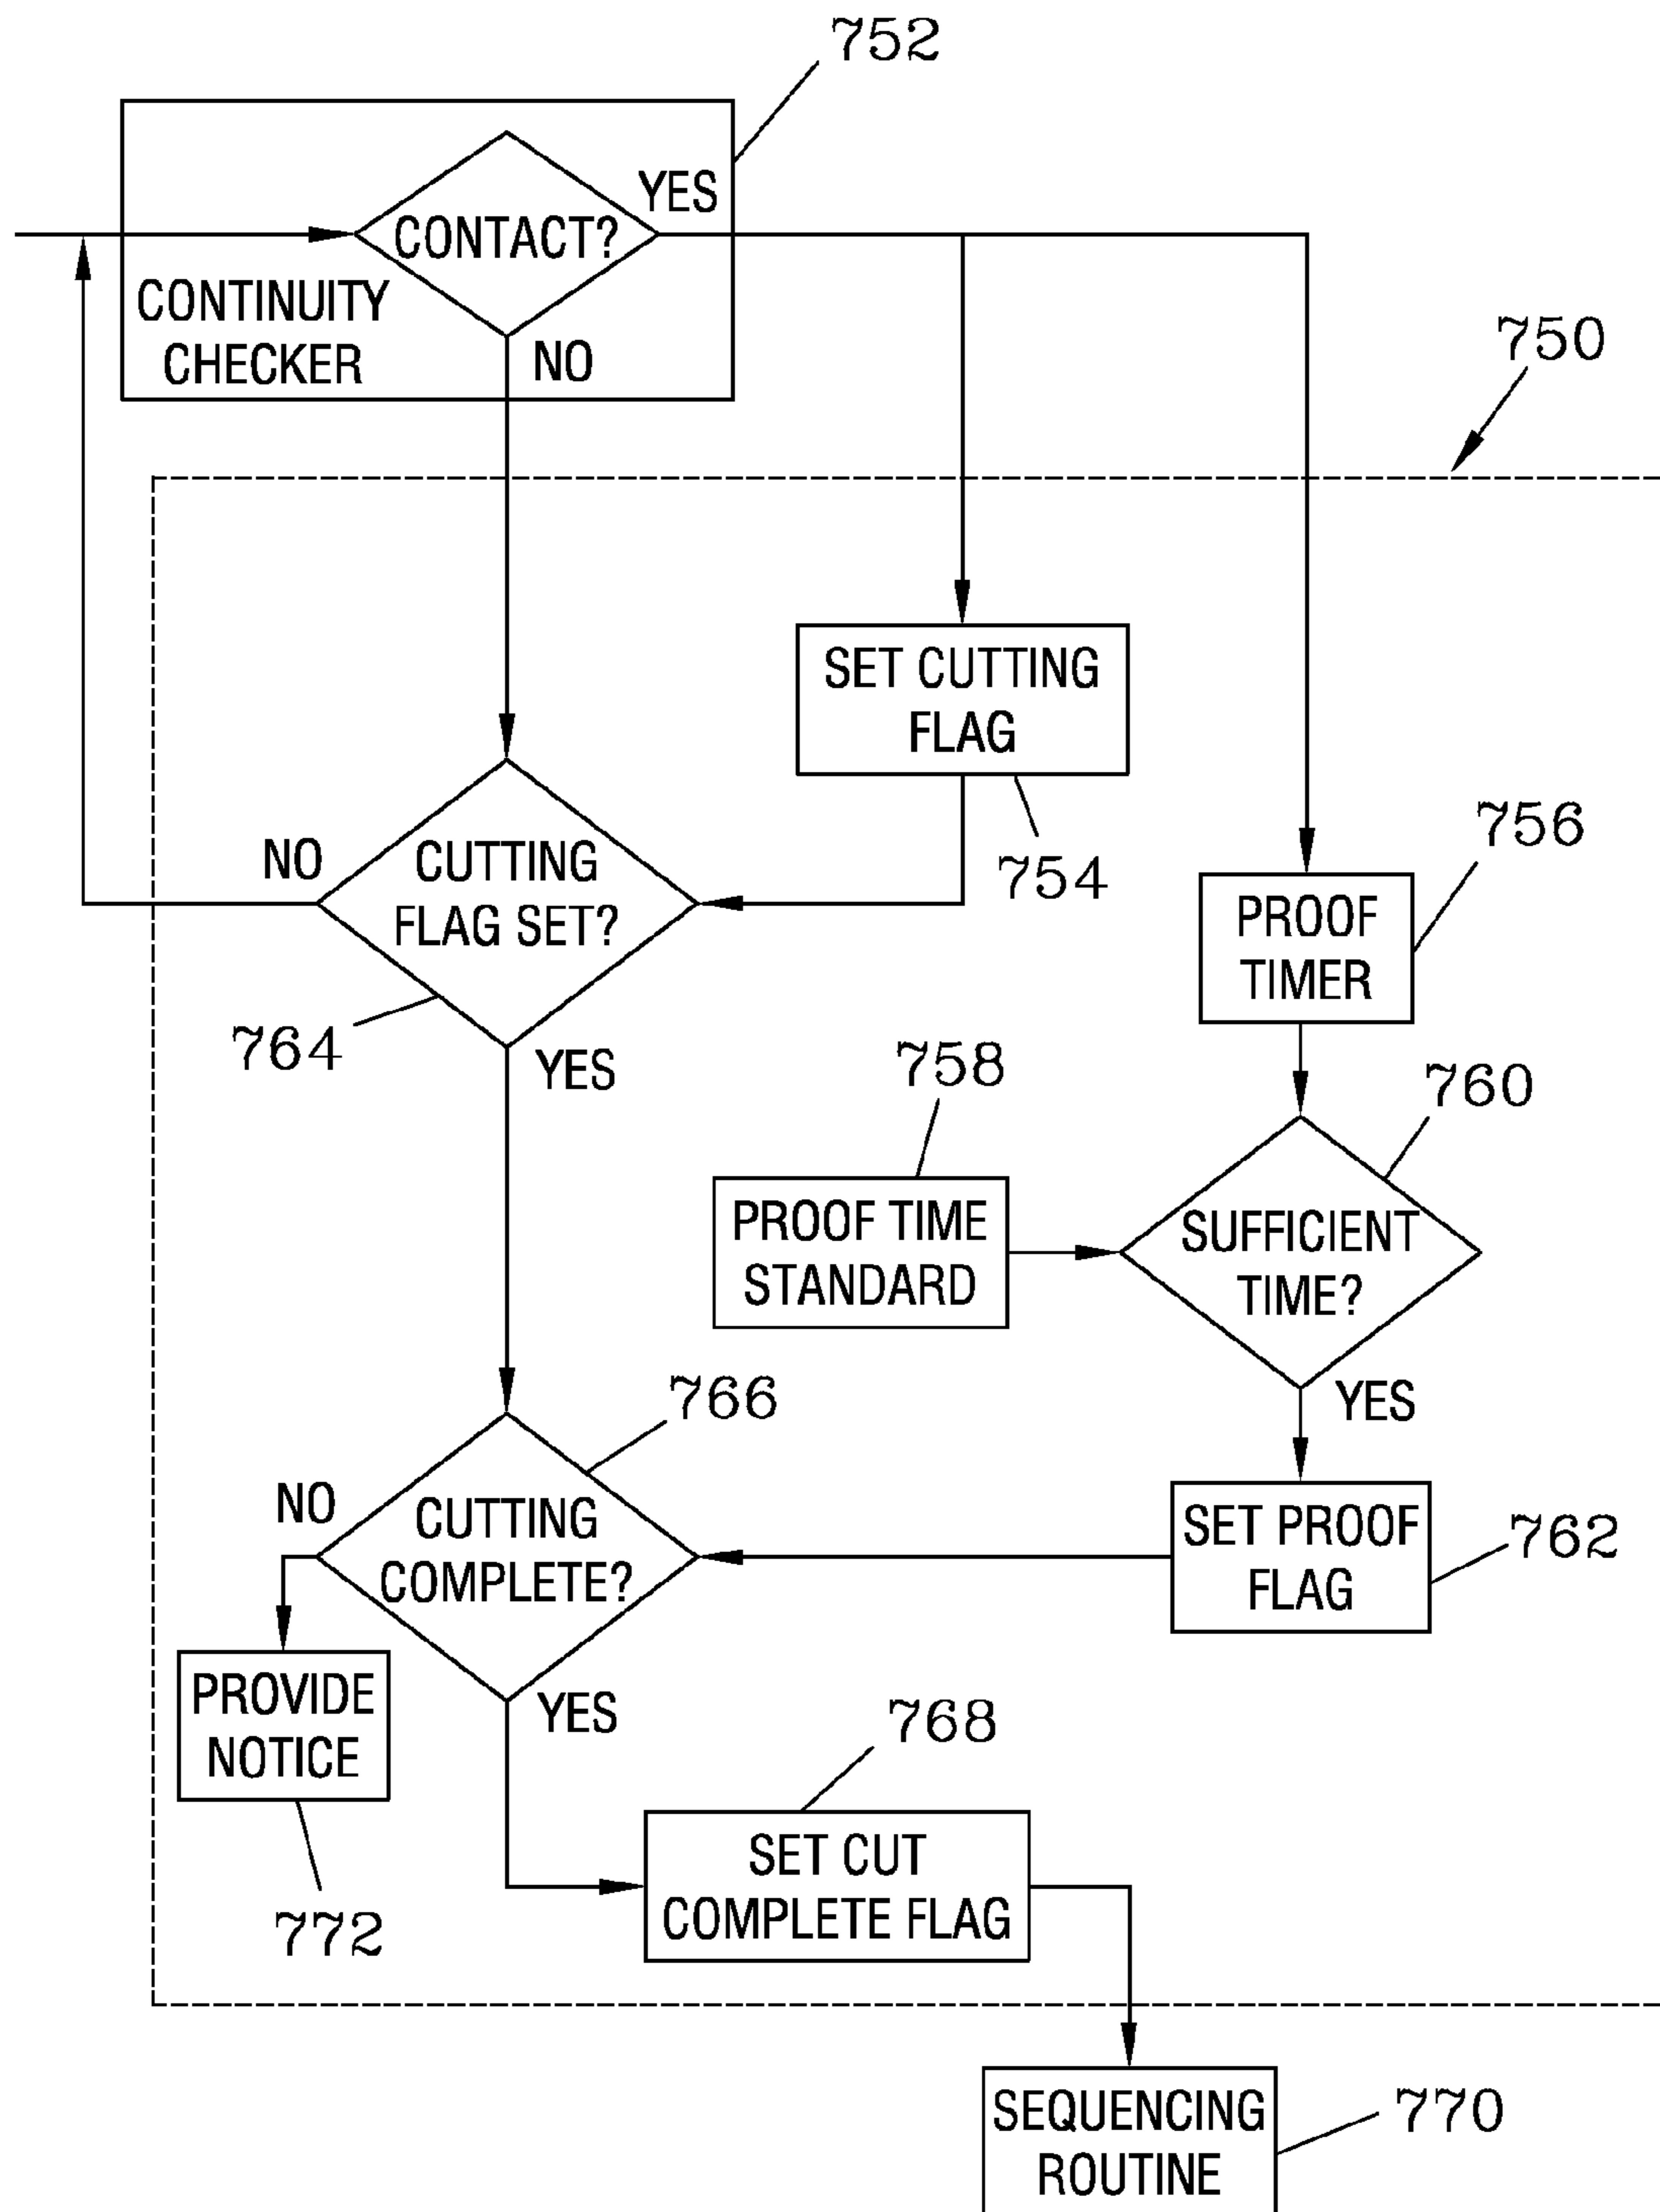 752
YES
CONTACT?
CONTINUITY
CHECKER
NO
750
SET CUTTING
FLAG
754
756
NO
CUTTING
FLAG SET?
PROOF
TIMER
764
YES
758
760
PROOF TIME
STANDARD
SUFFICIENT
TIME?
YES
766
NO
CUTTING
COMPLETE?
SET PROOF
FLAG
762
PROVIDE
NOTICE
YES
768
772
SET CUT
COMPLETE FLAG
SEQUENCING
ROUTINE
770